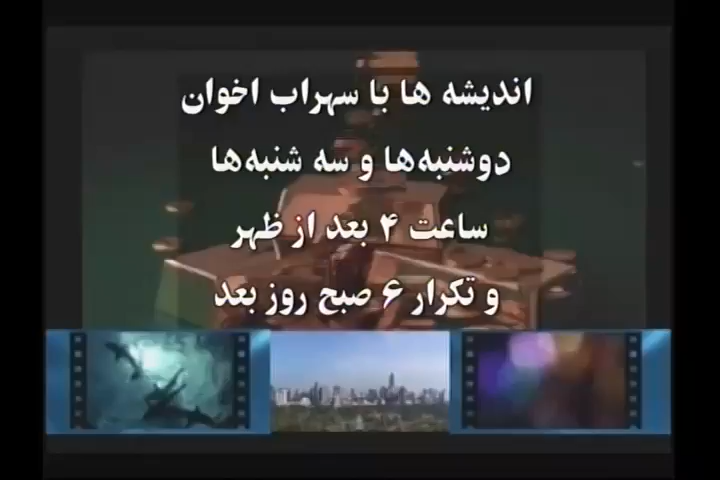 اندیشه ها با سهراب اخوان
دوشنبه‌ها و سه شنبه‌ها
ساعت ۴ بعد از ظهر
و تکرار ۶ صبح روز بعد